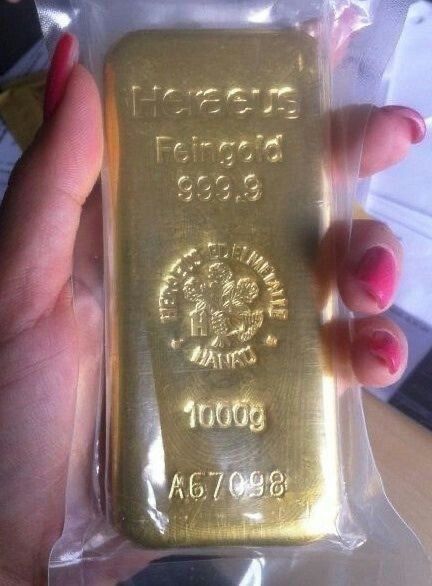 Heraeus
Feingold
999.9
HERAEUS EDELMETALLE
HANAU
1000g
A67098